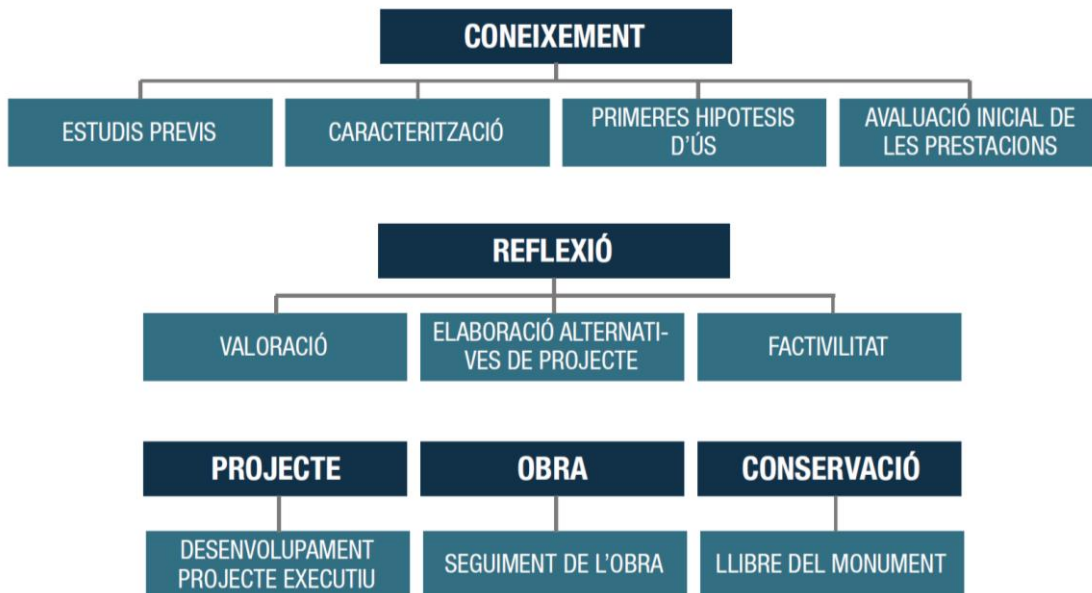 CONEIXEMENT
ESTUDIS PREVIS
CARACTERITZACIÓ
PRIMERES HIPOTESIS
D'ÚS
AVALUACIÓ INICIAL DE
LES PRESTACIONS
REFLEXIÓ
VALORACIÓ
ELABORACIÓ ALTERNATI-
VES DE PROJECTE
FACTIVILITAT
PROJECTE
OBRA
CONSERVACIÓ
DESENVOLUPAMENT
PROJECTE EXECUTIU
SEGUIMENT DE L'OBRA
LLIBRE DEL MONUMENT